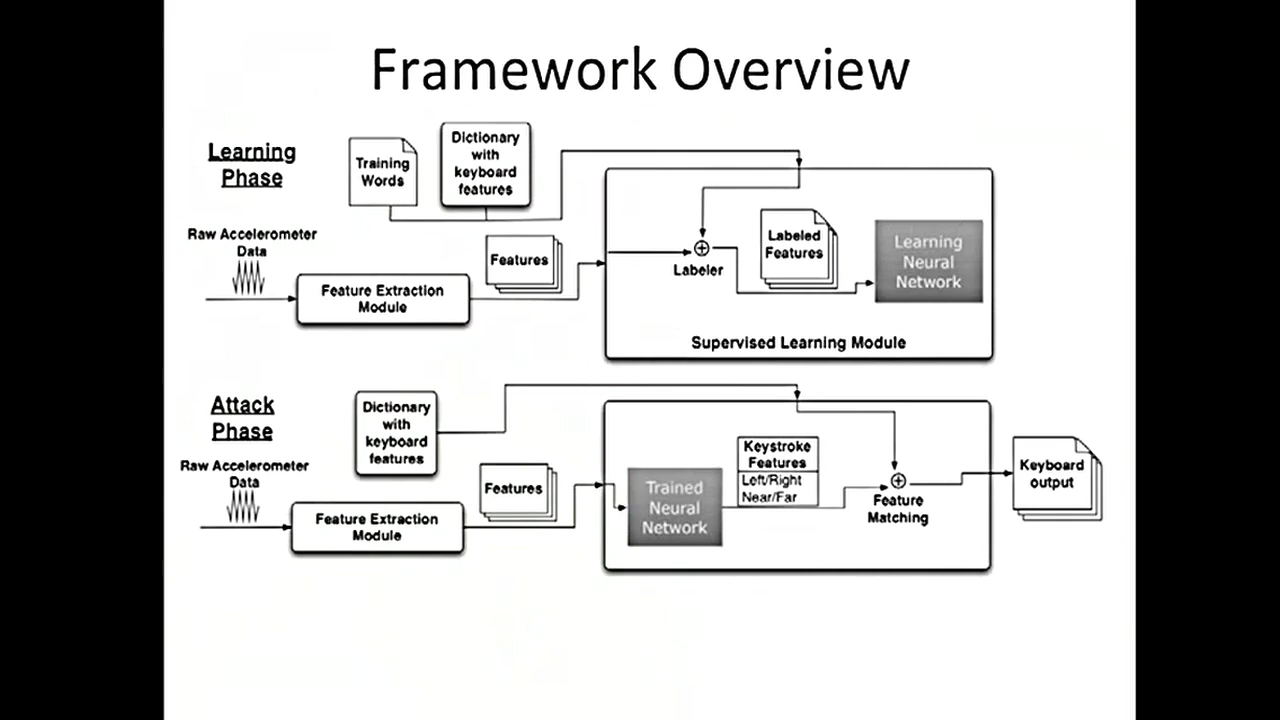 Framework Overview
Learning
Phase
Training
Words
Dictionary
with
keyboard
features
Raw Accelerometer
Data
Feature Extraction
Module
Features
Labeler
Labeled
Features
Learning
Neural
Network
Supervised Learning Module
Attack
Phase
Dictionary
with
keyboard
features
Raw Accelerometer
Data
Feature Extraction
Module
Features
Trained
Neural
Network
Keystroke
Features
Left/Right
Near/Far
Feature
Matching
Keyboard
output